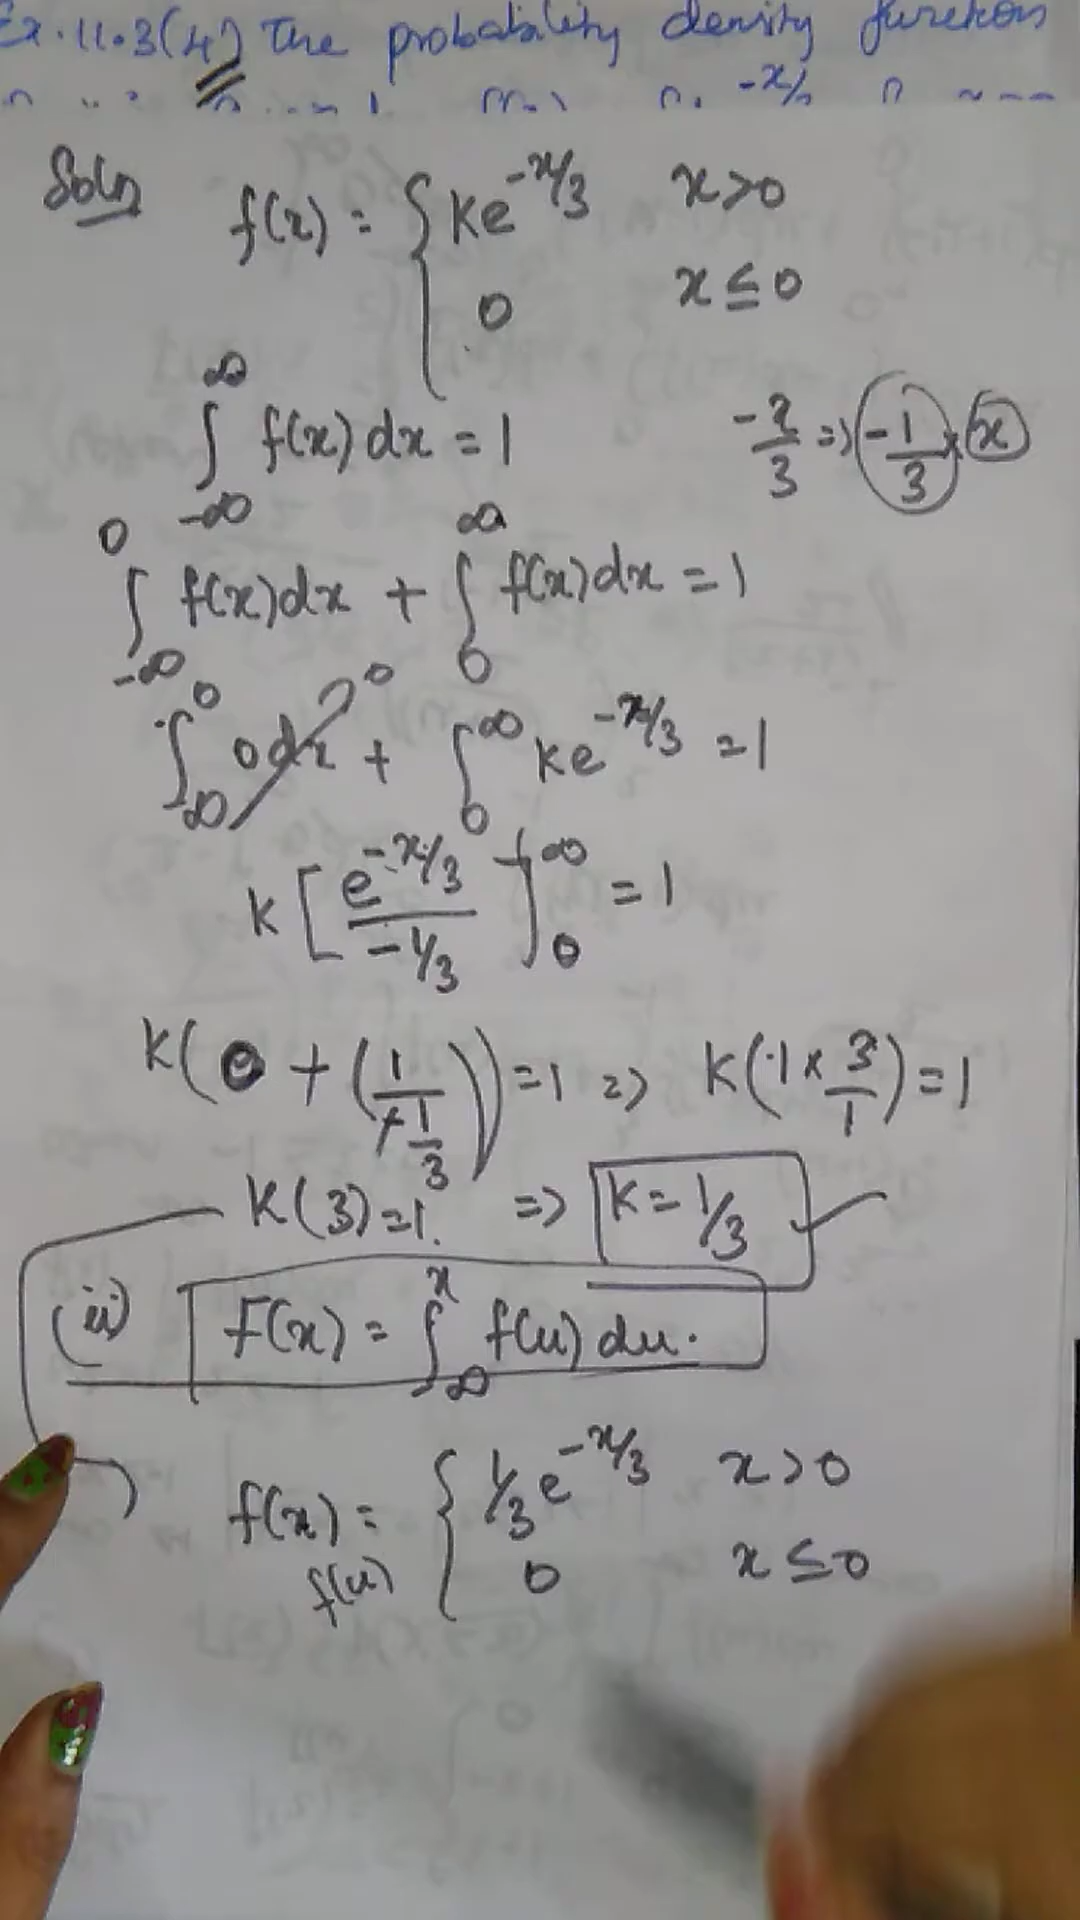 Ex.11.3(4) The probability density function
-x/
Soln f(x) = { ke^{-x/3} x>0
0 x ≤ 0
∫_{-∞}^{∞} f(x) dx = 1
-x/3 => -1/3 × x
∫_{-∞}^{0} f(x)dx + ∫_{0}^{∞} f(x)dx = 1
∫_{-∞}^{0} 0dx 0 + ∫_{0}^{∞} ke^{-x/3} = 1
k [e^{-x/3} / -1/3]_{0}^{∞} = 1
k(0 + (1 / +1/3)) = 1 => k(1 × 3/1) = 1
k(3) = 1. => k = 1/3
(ii) F(x) = ∫_{-∞}^{x} f(u) du.
f(x) = { 1/3 e^{-x/3} x>0
f(u) 0 x ≤ 0